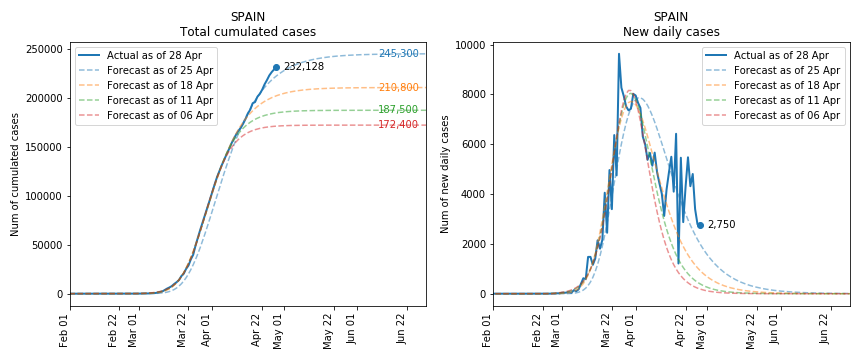 SPAIN
Total cumulated cases
Num of cumulated cases
250000
200000
150000
100000
50000
0
Actual as of 28 Apr
Forecast as of 25 Apr
Forecast as of 18 Apr
Forecast as of 11 Apr
Forecast as of 06 Apr
245,300
232,128
210,800
187,500
172,400
Feb 01
Feb 22
Mar 01
Mar 22
Apr 01
Apr 22
May 01
May 22
Jun 01
Jun 22
SPAIN
New daily cases
Num of new daily cases
10000
8000
6000
4000
2000
0
Actual as of 28 Apr
Forecast as of 25 Apr
Forecast as of 18 Apr
Forecast as of 11 Apr
Forecast as of 06 Apr
2,750
Feb 01
Feb 22
Mar 01
Mar 22
Apr 01
Apr 22
May 01
May 22
Jun 01
Jun 22